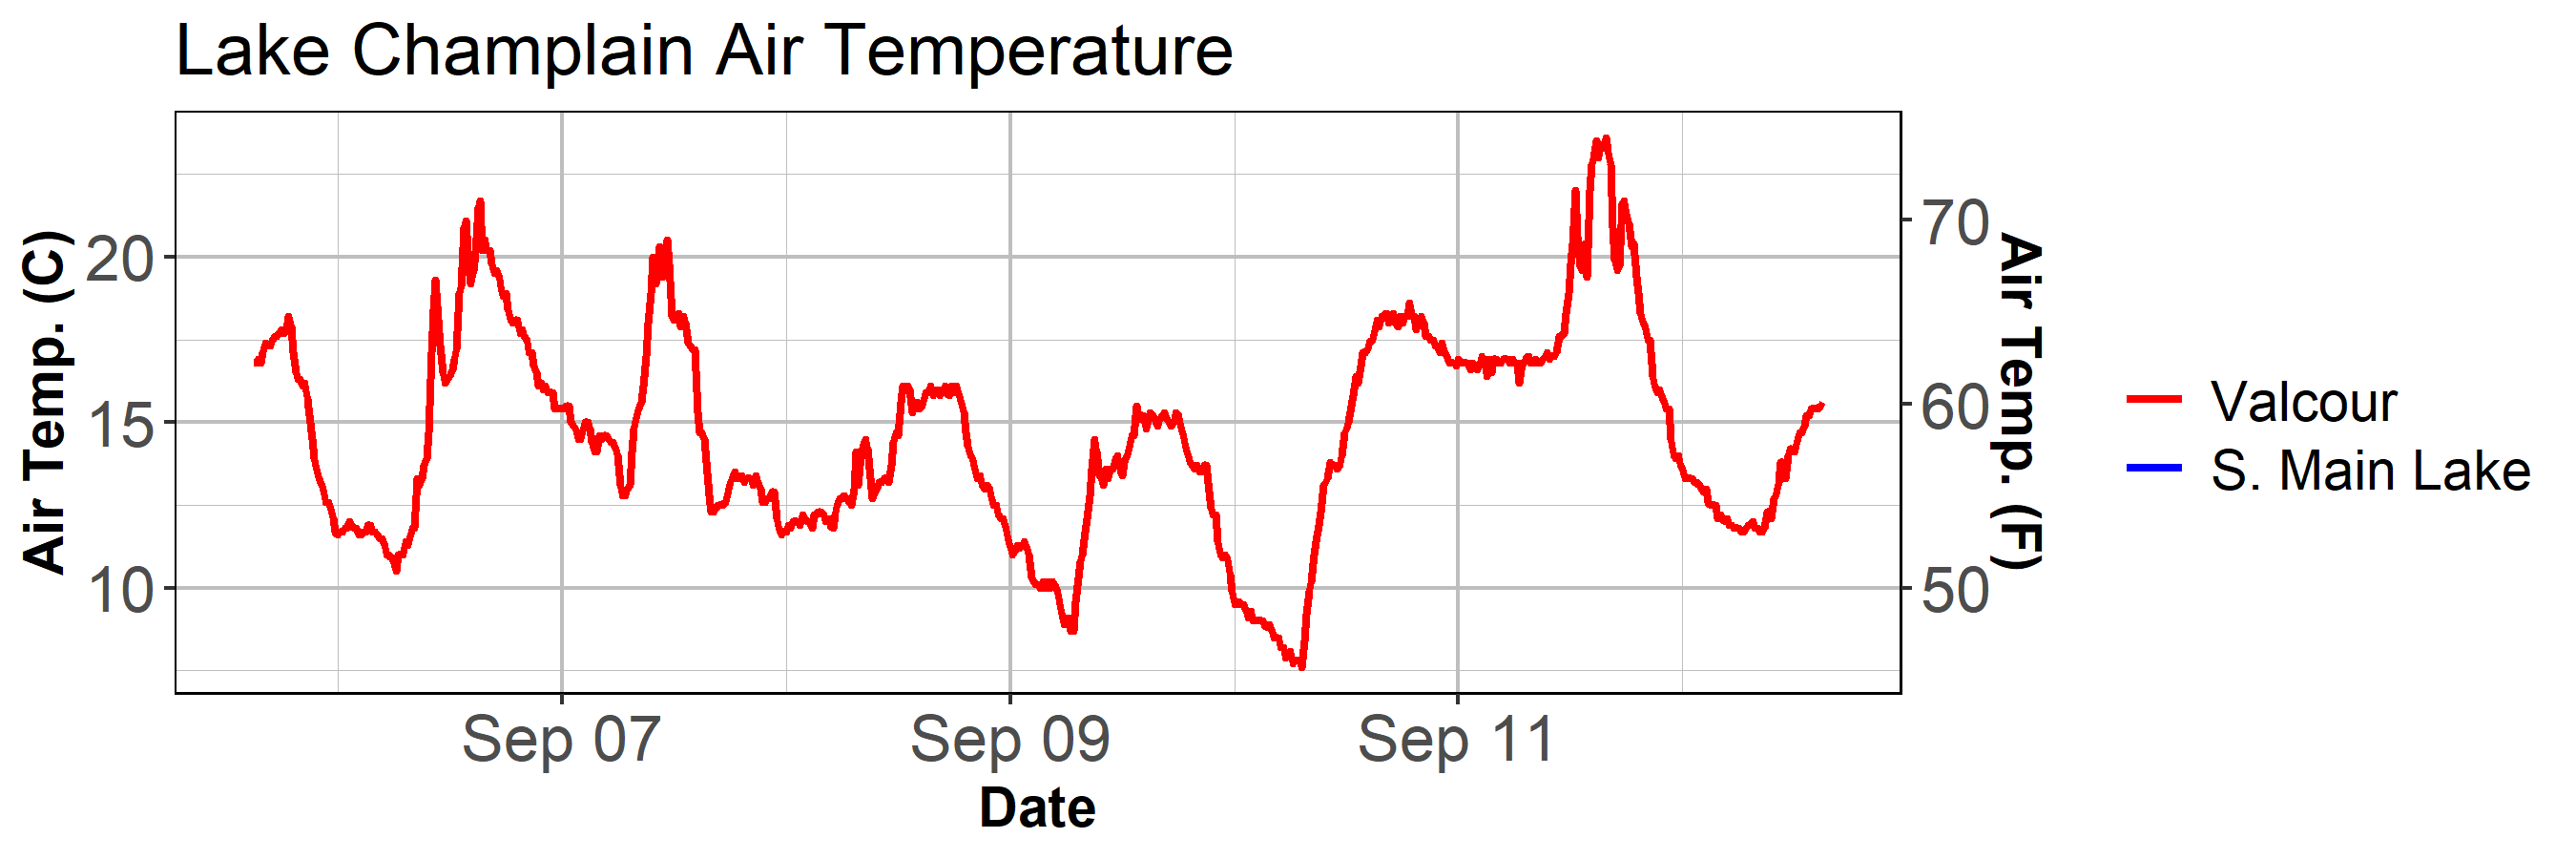 Lake Champlain Air Temperature
Air Temp. (C)
20
15
10
70
60
50
Air Temp. (F)
Sep 07
Sep 09
Sep 11
Date
Valcour
S. Main Lake